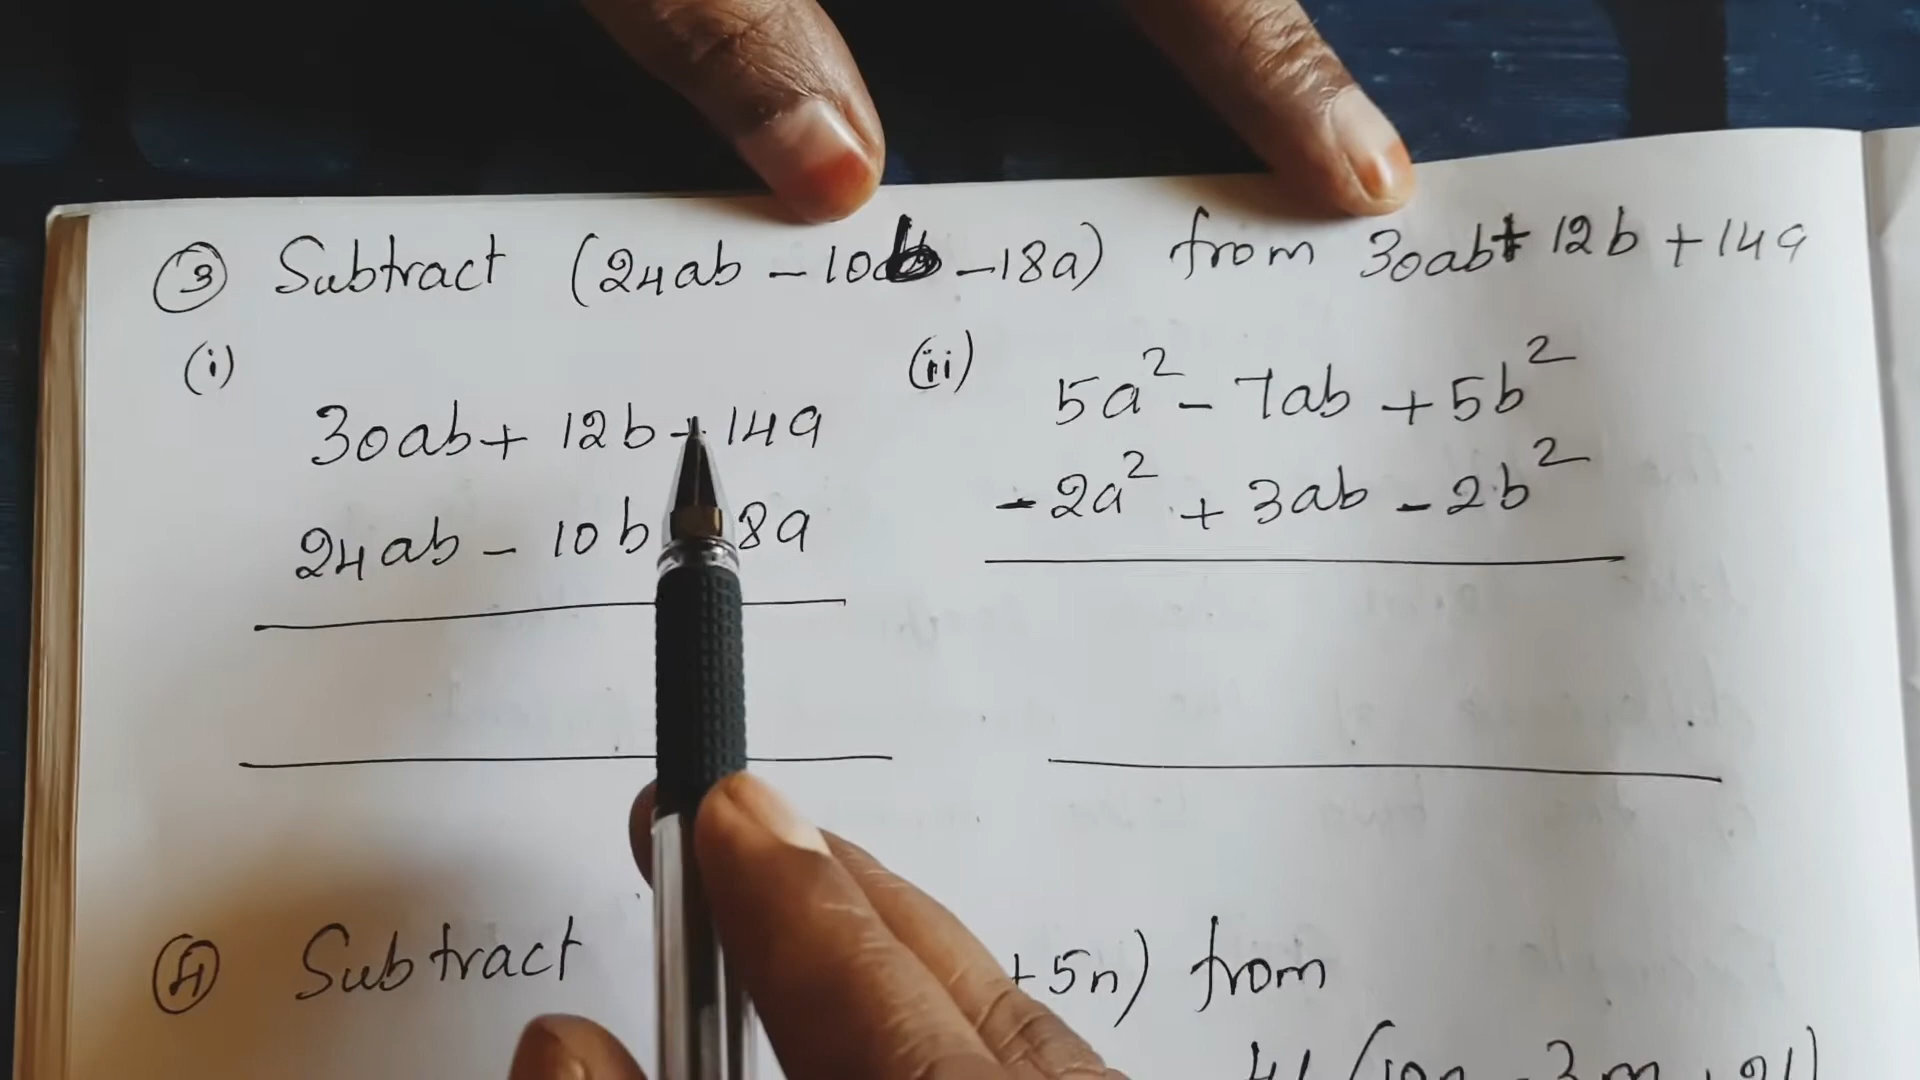 ③ Subtract (24ab - 10b - 18a) from 30ab + 12b + 14a
(i)
30ab + 12b + 14a
24ab - 10b 8a
(ii)
5a² - 7ab + 5b²
- 2a² + 3ab - 2b²
④ Subtract +5n) from